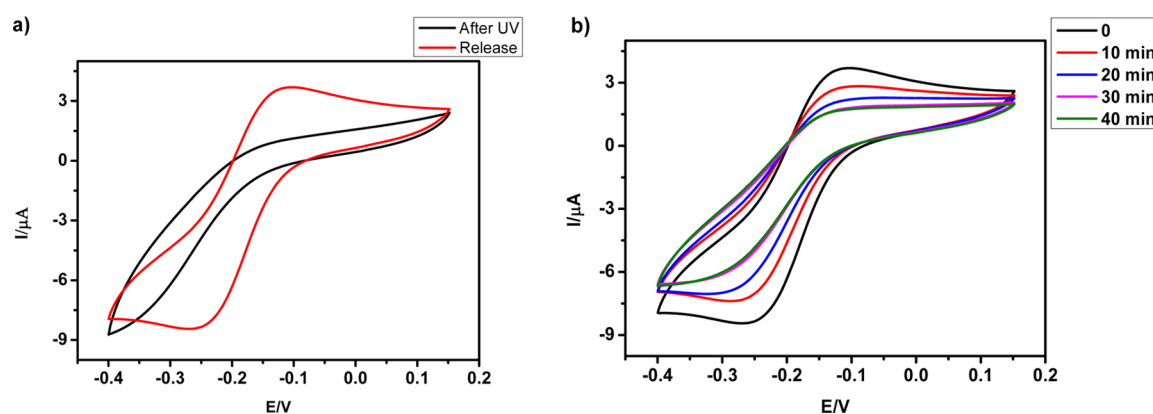 a)
After UV
Release
3
0
-3
-6
-9
I/μA
-0.4 -0.3 -0.2 -0.1 0.0 0.1 0.2
E/V
b)
0
10 min
20 min
30 min
40 min
3
0
-3
-6
-9
I/μA
-0.4 -0.3 -0.2 -0.1 0.0 0.1 0.2
E/V